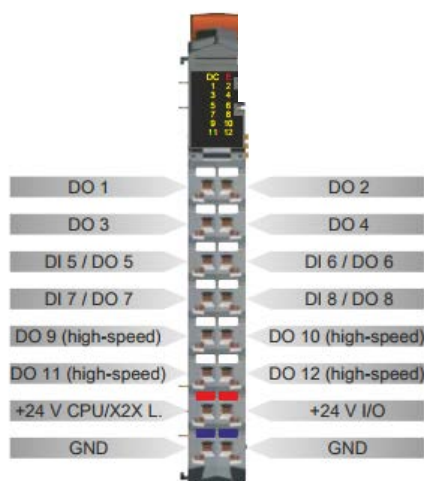 DC E
1 2
3 4
5 6
7 8
9 10
11 12
DO 1 DO 2
DO 3 DO 4
DI 5 / DO 5 DI 6 / DO 6
DI 7 / DO 7 DI 8 / DO 8
DO 9 (high-speed) DO 10 (high-speed)
DO 11 (high-speed) DO 12 (high-speed)
+24 V CPU/X2X L. +24 V I/O
GND GND